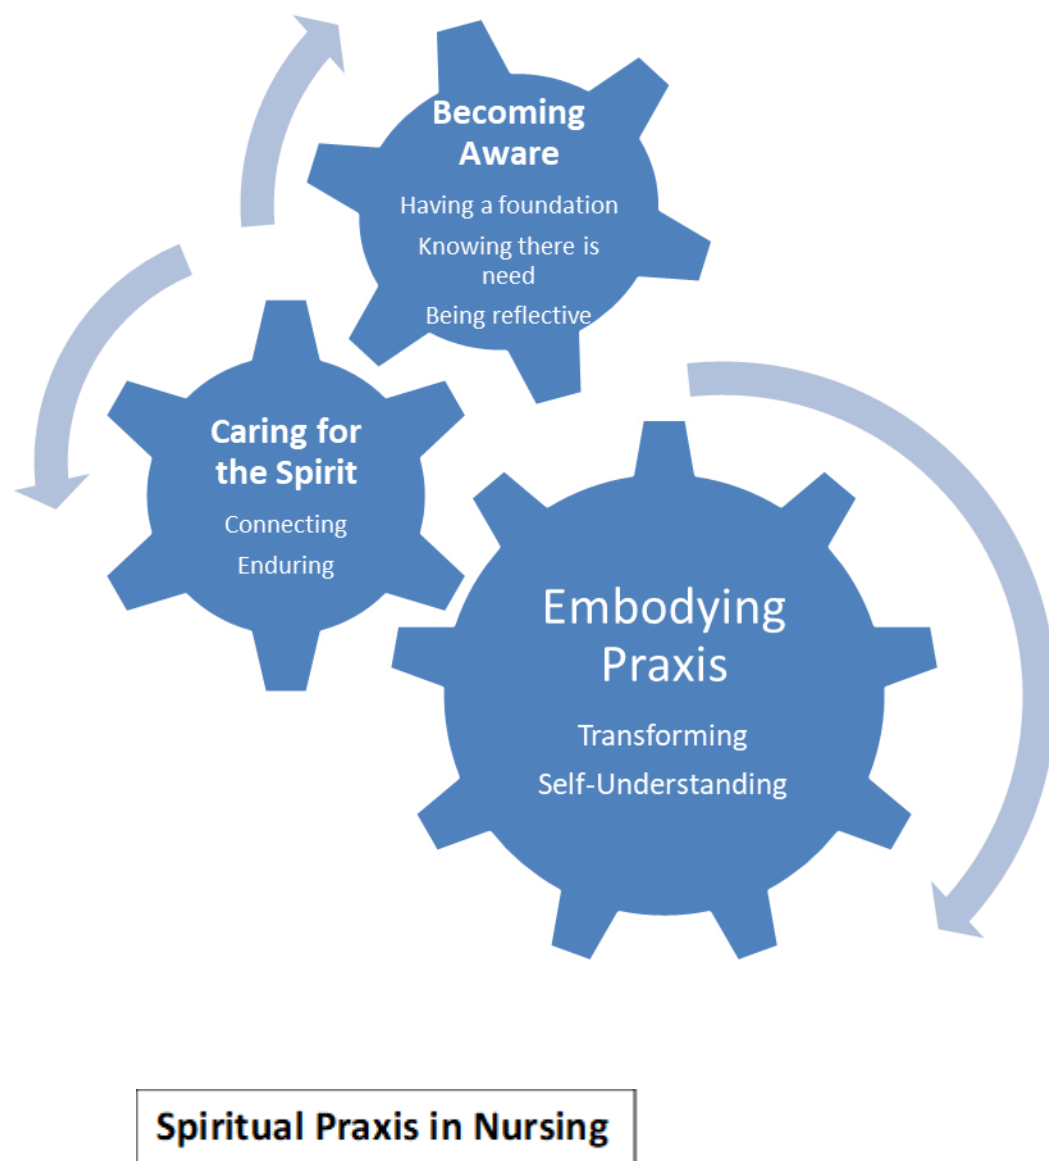 Becoming
Aware
Having a foundation
Knowing there is
need
Being reflective
Caring for
the Spirit
Connecting
Enduring
Embodying
Praxis
Transforming
Self-Understanding
Spiritual Praxis in Nursing